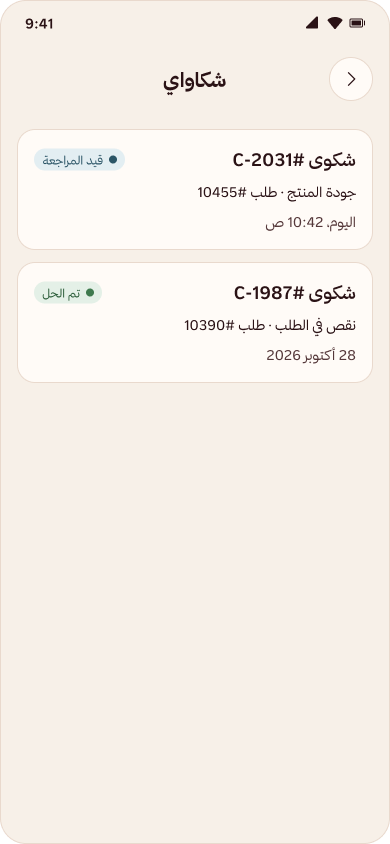 9:41
شكاواي
شكوى #C-2031
قيد المراجعة
جودة المنتج · طلب #10455
اليوم، 10:42 ص
شكوى #C-1987
تم الحل
نقص في الطلب · طلب #10390
28 أكتوبر 2026